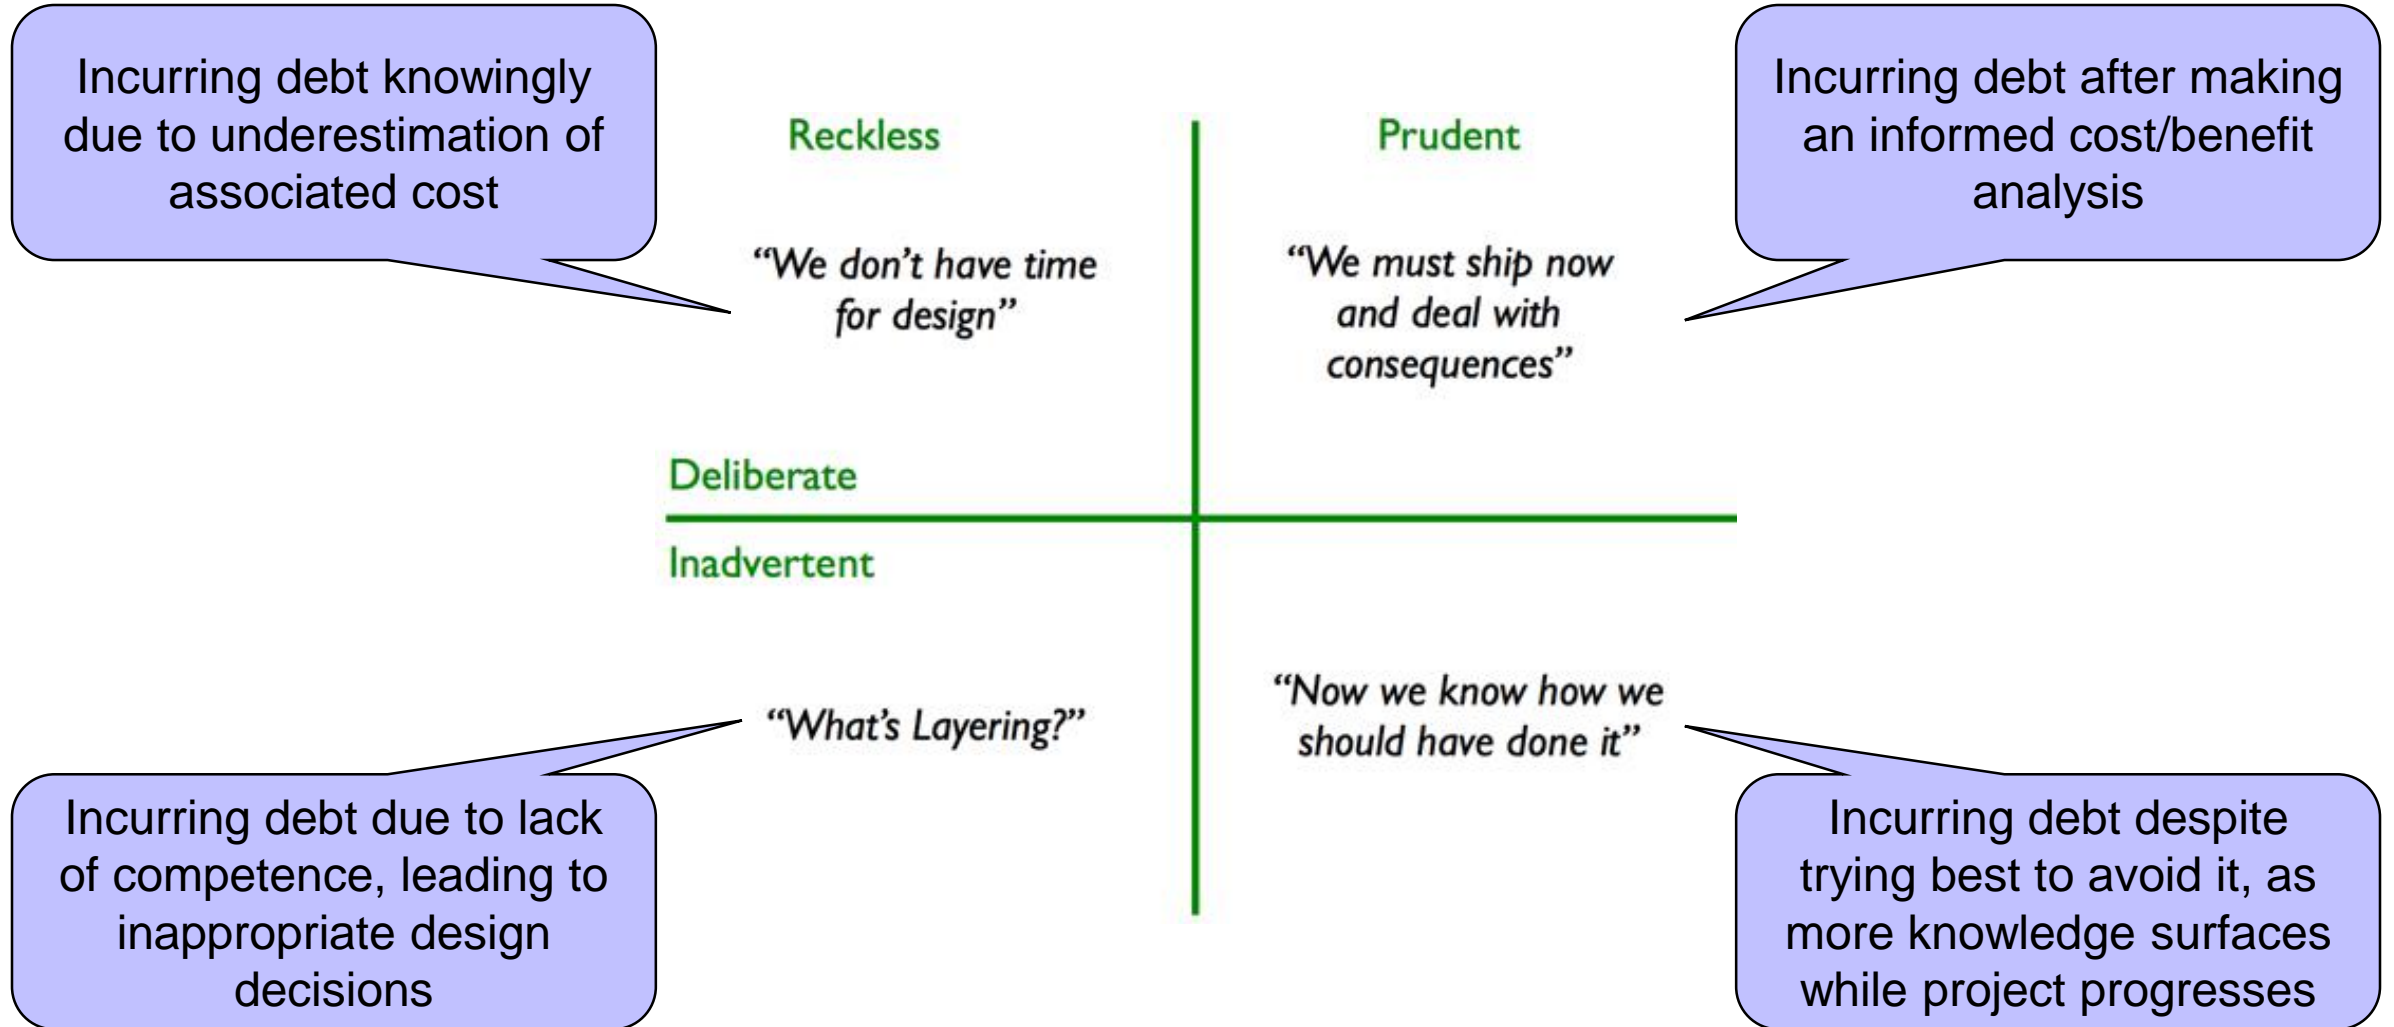 Incurring debt knowingly
due to underestimation of
associated cost
Reckless
Prudent
Incurring debt after making
an informed cost/benefit
analysis
“We don’t have time
for design”
“We must ship now
and deal with
consequences”
Deliberate
Inadvertent
“What’s Layering?”
“Now we know how we
should have done it”
Incurring debt due to lack
of competence, leading to
inappropriate design
decisions
Incurring debt despite
trying best to avoid it, as
more knowledge surfaces
while project progresses